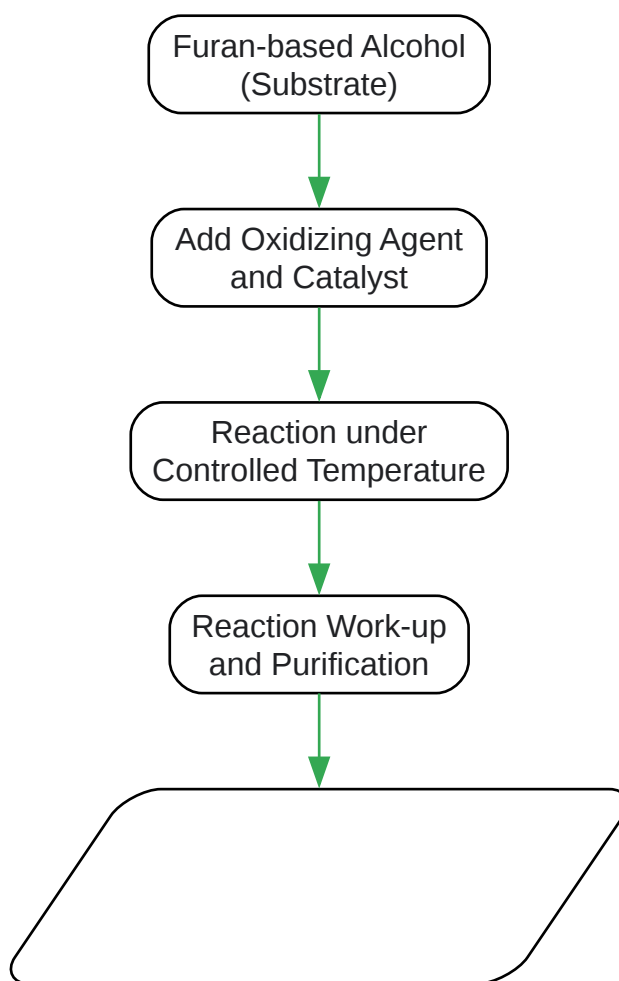 Furan-based Alcohol
(Substrate)
Add Oxidizing Agent
and Catalyst
Reaction under
Controlled Temperature
Reaction Work-up
and Purification